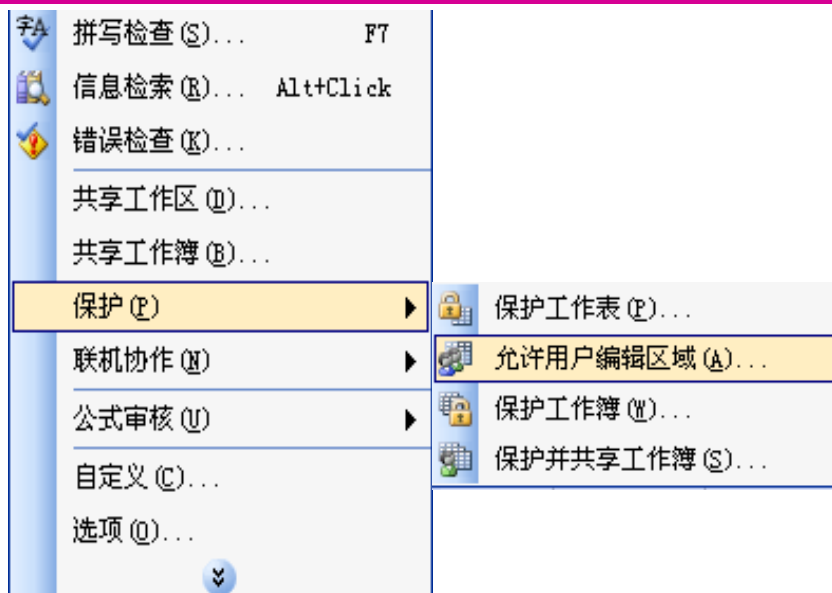 拼写检查(S)... F7
信息检索(R)... Alt+Click
错误检查(K)...
共享工作区(D)...
共享工作簿(B)...
保护(P)
联机协作(N)
公式审核(U)
自定义(C)...
选项(O)...
保护工作表(P)...
允许用户编辑区域(A)...
保护工作簿(W)...
保护并共享工作簿(S)...